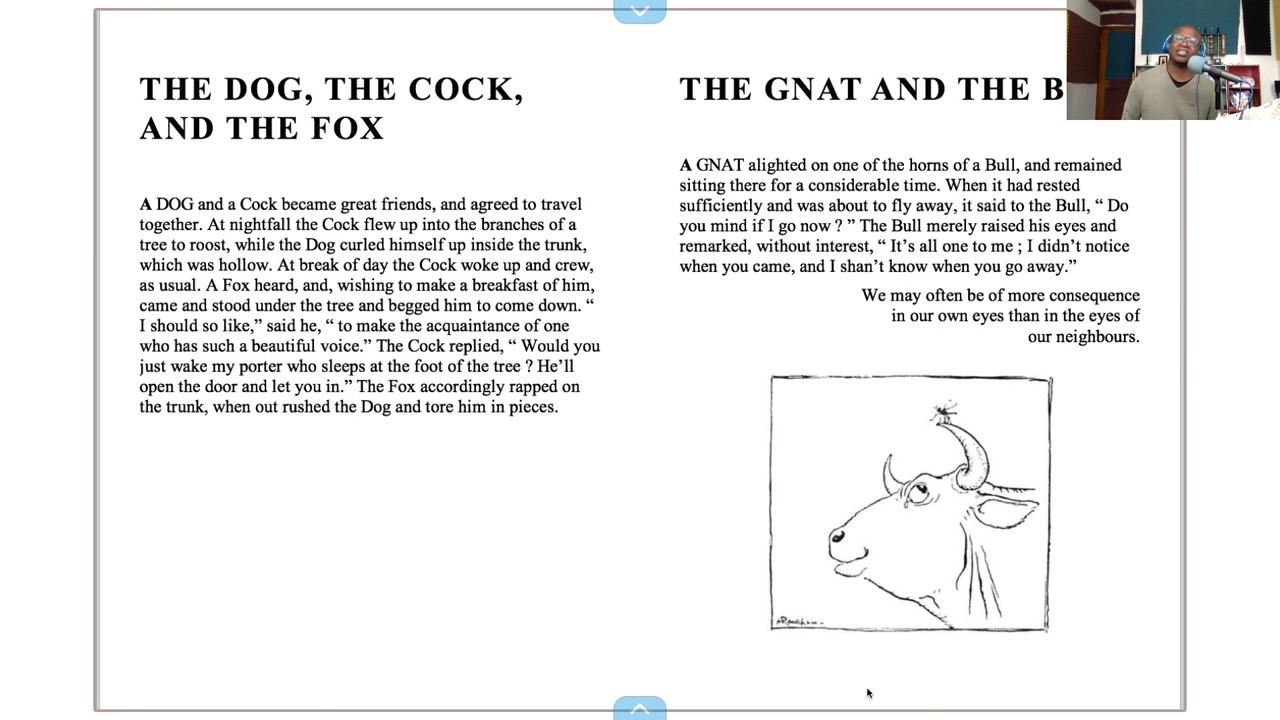 THE DOG, THE COCK,
AND THE FOX
A DOG and a Cock became great friends, and agreed to travel
together. At nightfall the Cock flew up into the branches of a
tree to roost, while the Dog curled himself up inside the trunk,
which was hollow. At break of day the Cock woke up and crew,
as usual. A Fox heard, and, wishing to make a breakfast of him,
came and stood under the tree and begged him to come down. “
I should so like,” said he, “ to make the acquaintance of one
who has such a beautiful voice.” The Cock replied, “ Would you
just wake my porter who sleeps at the foot of the tree ? He’ll
open the door and let you in.” The Fox accordingly rapped on
the trunk, when out rushed the Dog and tore him in pieces.
THE GNAT AND THE B
A GNAT alighted on one of the horns of a Bull, and remained
sitting there for a considerable time. When it had rested
sufficiently and was about to fly away, it said to the Bull, “ Do
you mind if I go now ? ” The Bull merely raised his eyes and
remarked, without interest, “ It’s all one to me ; I didn’t notice
when you came, and I shan’t know when you go away.”
We may often be of more consequence
in our own eyes than in the eyes of
our neighbours.